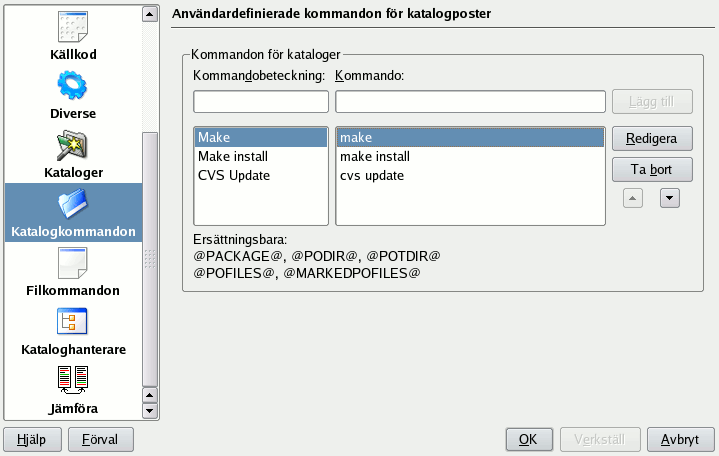 Källkod
Diverse
Kataloger
Katalogkommandon
Filkommandon
Kataloghanterare
Jämföra
Användardefinierade kommandon för katalogposter
Kommandon för kataloger
Kommandobeteckning: Kommando:
Lägg till
Make make
Make install make install
CVS Update cvs update
Redigera
Ta bort
Ersättningsbara:
@PACKAGE@, @PODIR@, @POTDIR@
@POFILES@, @MARKEDPOFILES@
Hjälp Förval OK Verkställ Avbryt